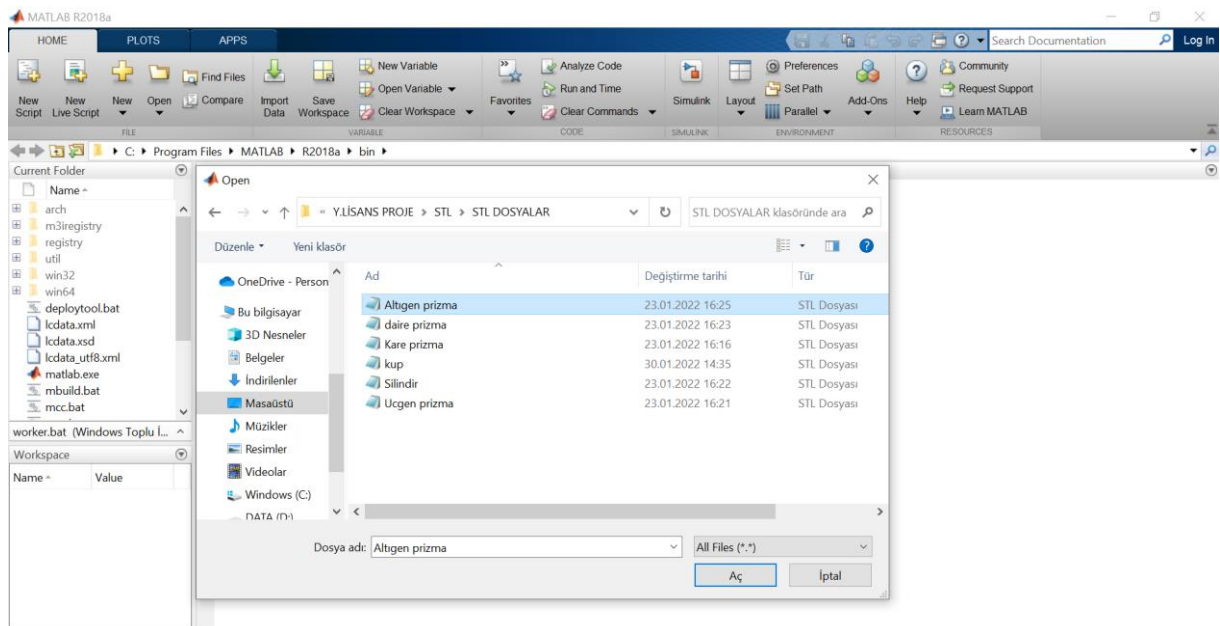 MATLAB R2018a
HOME PLOTS APPS
Search Documentation Log In
New Script
New Live Script
New
Open
Find Files
Compare
Import Data
Save Workspace
New Variable
Open Variable
Clear Workspace
Favorites
Analyze Code
Run and Time
Clear Commands
Simulink
Layout
Preferences
Set Path
Parallel
Add-Ons
Help
Community
Request Support
Learn MATLAB
FILE VARIABLE CODE SIMULINK ENVIRONMENT RESOURCES
C: Program Files MATLAB R2018a bin
Current Folder
Name
arch
m3iregistry
registry
util
win32
win64
deploytool.bat
lcdata.xml
lcdata.xsd
lcdata_utf8.xml
matlab.exe
mbuild.bat
mcc.bat
worker.bat (Windows Toplu İ...
Workspace
Name Value
Open
« Y.LİSANS PROJE > STL > STL DOSYALAR
STL DOSYALAR klasöründe ara
Düzenle Yeni klasör
OneDrive - Person
Bu bilgisayar
3D Nesneler
Belgeler
İndirilenler
Masaüstü
Müzikler
Resimler
Videolar
Windows (C:)
DATA (D:)
Ad Değiştirme tarihi Tür
Altıgen prizma 23.01.2022 16:25 STL Dosyası
daire prizma 23.01.2022 16:23 STL Dosyası
Kare prizma 23.01.2022 16:16 STL Dosyası
kup 30.01.2022 14:35 STL Dosyası
Silindir 23.01.2022 16:22 STL Dosyası
Ucgen prizma 23.01.2022 16:21 STL Dosyası
Dosya adı: Altıgen prizma All Files (*.*)
Aç İptal